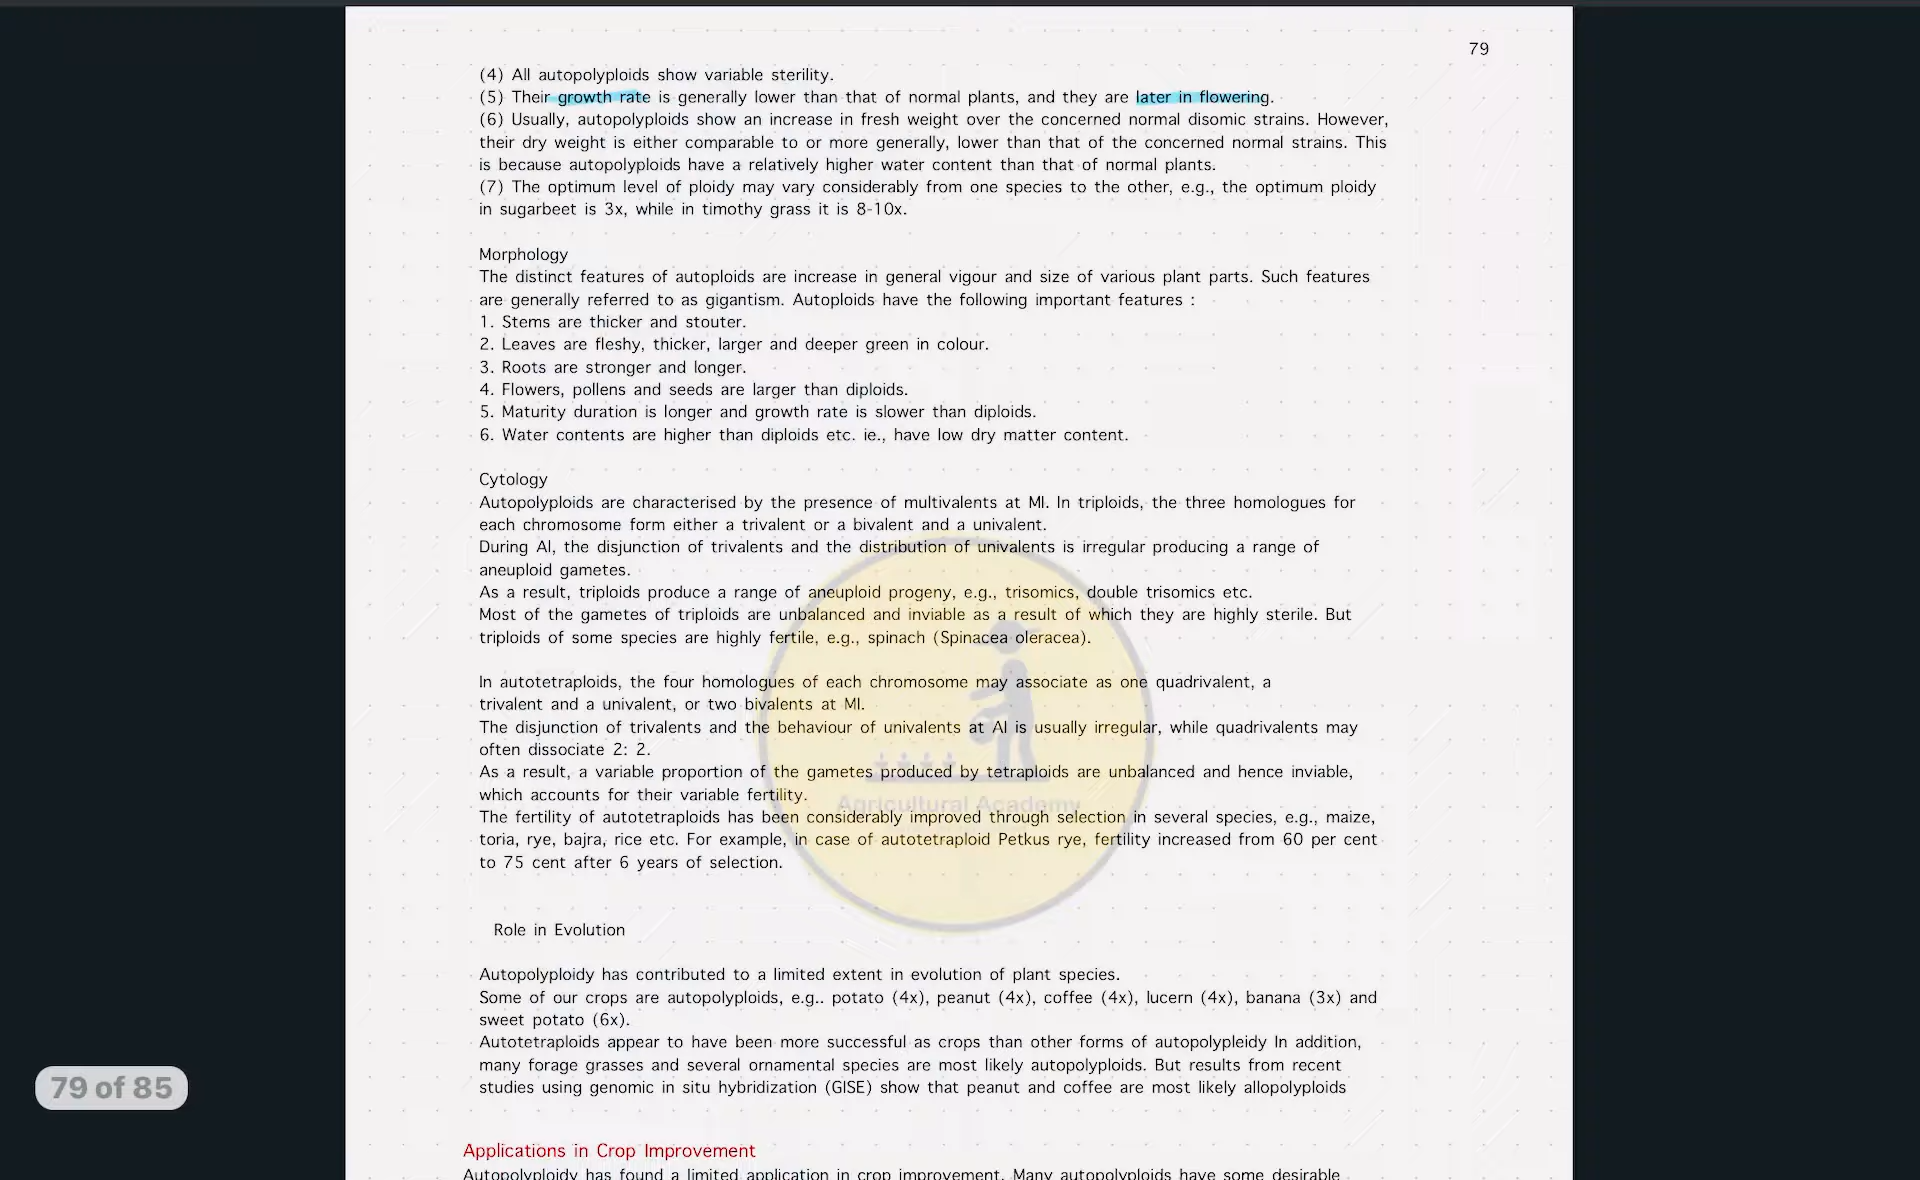 79
(4) All autopolyploids show variable sterility.
(5) Their growth rate is generally lower than that of normal plants, and they are later in flowering.
(6) Usually, autopolyploids show an increase in fresh weight over the concerned normal disomic strains. However,
their dry weight is either comparable to or more generally, lower than that of the concerned normal strains. This
is because autopolyploids have a relatively higher water content than that of normal plants.
(7) The optimum level of ploidy may vary considerably from one species to the other, e.g., the optimum ploidy
in sugarbeet is 3x, while in timothy grass it is 8-10x.
Morphology
The distinct features of autoploids are increase in general vigour and size of various plant parts. Such features
are generally referred to as gigantism. Autoploids have the following important features :
1. Stems are thicker and stouter.
2. Leaves are fleshy, thicker, larger and deeper green in colour.
3. Roots are stronger and longer.
4. Flowers, pollens and seeds are larger than diploids.
5. Maturity duration is longer and growth rate is slower than diploids.
6. Water contents are higher than diploids etc. ie., have low dry matter content.
Cytology
Autopolyploids are characterised by the presence of multivalents at MI. In triploids, the three homologues for
each chromosome form either a trivalent or a bivalent and a univalent.
During AI, the disjunction of trivalents and the distribution of univalents is irregular producing a range of
aneuploid gametes.
As a result, triploids produce a range of aneuploid progeny, e.g., trisomics, double trisomics etc.
Most of the gametes of triploids are unbalanced and inviable as a result of which they are highly sterile. But
triploids of some species are highly fertile, e.g., spinach (Spinacea oleracea).
In autotetraploids, the four homologues of each chromosome may associate as one quadrivalent, a
trivalent and a univalent, or two bivalents at MI.
The disjunction of trivalents and the behaviour of univalents at AI is usually irregular, while quadrivalents may
often dissociate 2: 2.
As a result, a variable proportion of the gametes produced by tetraploids are unbalanced and hence inviable,
which accounts for their variable fertility.
Agricultural Academy
The fertility of autotetraploids has been considerably improved through selection in several species, e.g., maize,
toria, rye, bajra, rice etc. For example, in case of autotetraploid Petkus rye, fertility increased from 60 per cent
to 75 cent after 6 years of selection.
Role in Evolution
Autopolyploidy has contributed to a limited extent in evolution of plant species.
Some of our crops are autopolyploids, e.g.. potato (4x), peanut (4x), coffee (4x), lucern (4x), banana (3x) and
sweet potato (6x).
Autotetraploids appear to have been more successful as crops than other forms of autopolypleidy In addition,
many forage grasses and several ornamental species are most likely autopolyploids. But results from recent
studies using genomic in situ hybridization (GISE) show that peanut and coffee are most likely allopolyploids
79 of 85
Applications in Crop Improvement
Autopolyploidy has found a limited application in crop improvement. Many autopolyploids have some desirable